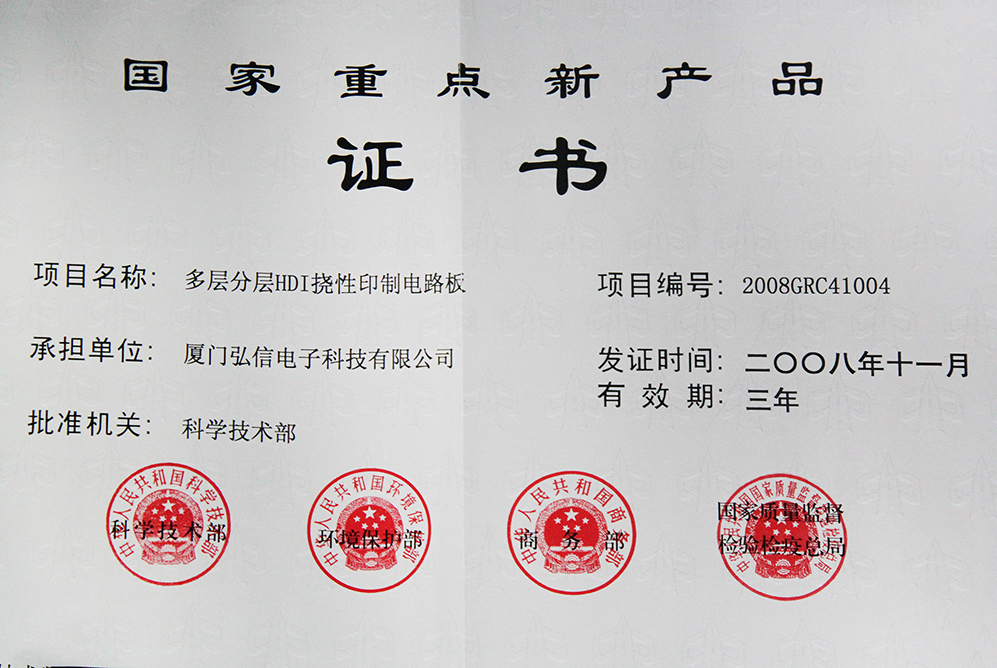 国家重点新产品
证书
项目名称：多层分层HDI挠性印制电路板
项目编号：2008GRC41004
承担单位：厦门弘信电子科技有限公司
发证时间：二〇〇八年十一月
有效期：三年
批准机关：科学技术部
中华人民共和国科学技术部
科学技术部
中华人民共和国环境保护部
环境保护部
中华人民共和国商务部
商务部
国家质量监督
检验检疫总局